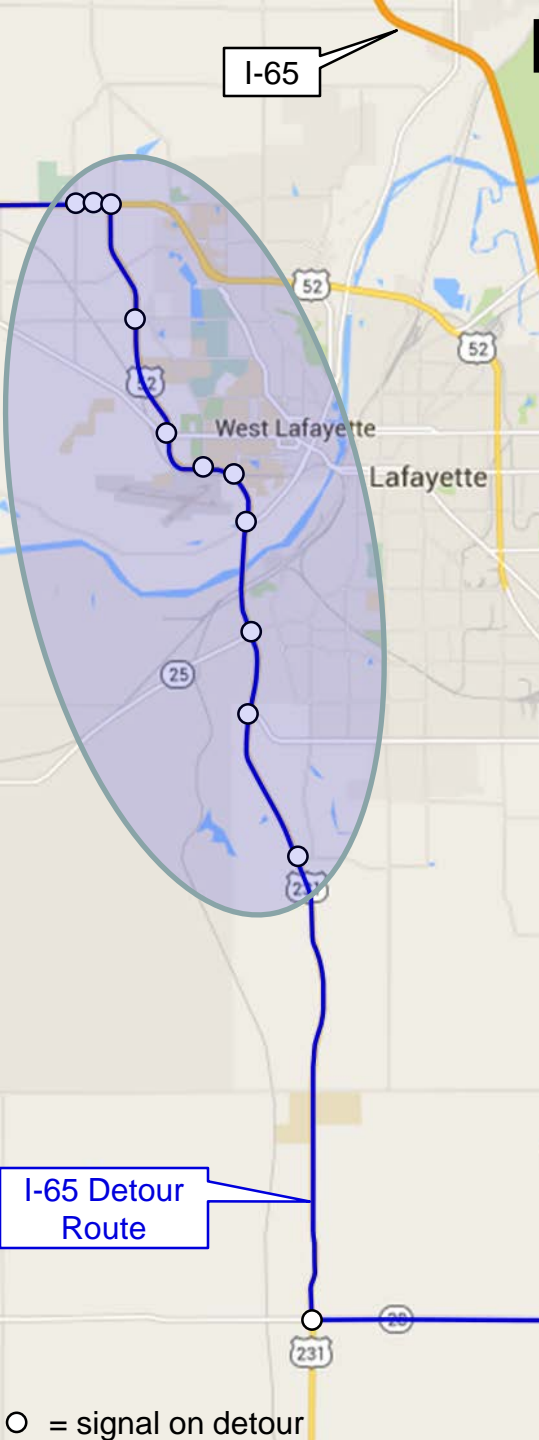 I-65
52
52
52
West Lafayette
Lafayette
25
231
I-65 Detour
Route
28
231
= signal on detour